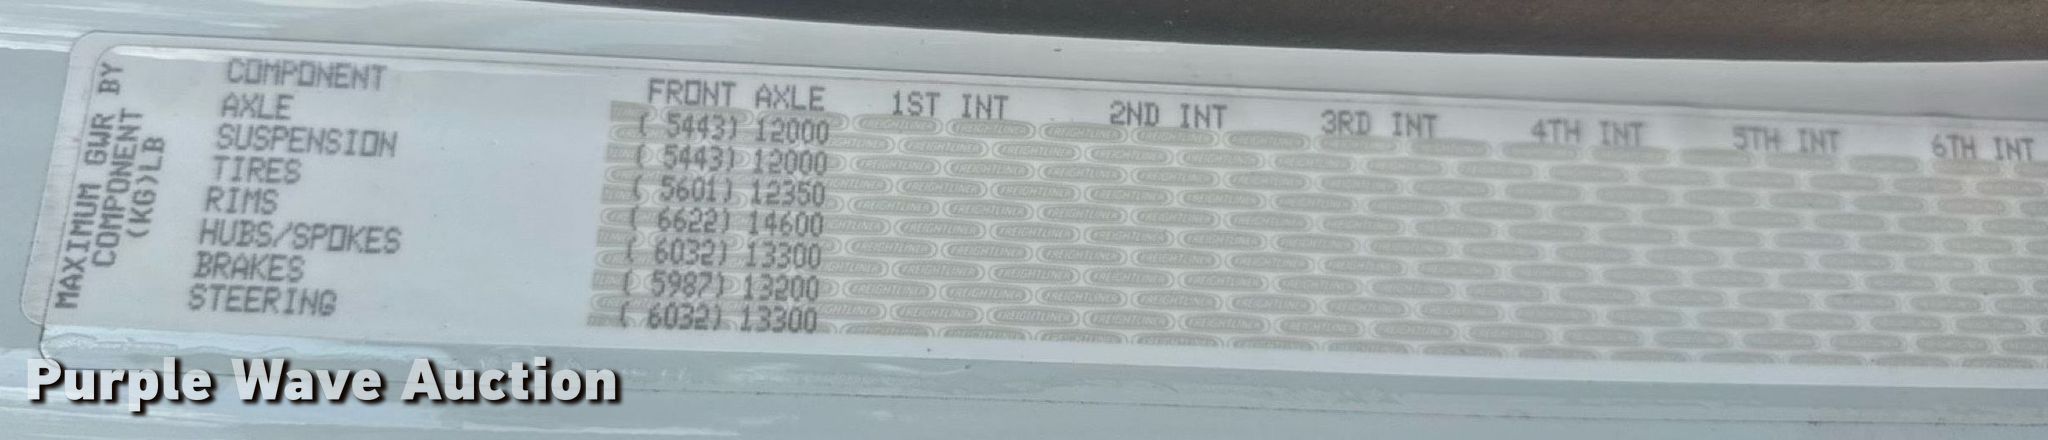 MAXIMUM GWR BY
COMPONENT
(KG)LB
COMPONENT FRONT AXLE 1ST INT 2ND INT 3RD INT 4TH INT 5TH INT 6TH INT
AXLE ( 5443) 12000
SUSPENSION ( 5443) 12000
TIRES ( 5601) 12350
RIMS ( 6622) 14600
HUBS/SPOKES ( 6032) 13300
BRAKES ( 5987) 13200
STEERING ( 6032) 13300
FREIGHTLINER
Purple Wave Auction